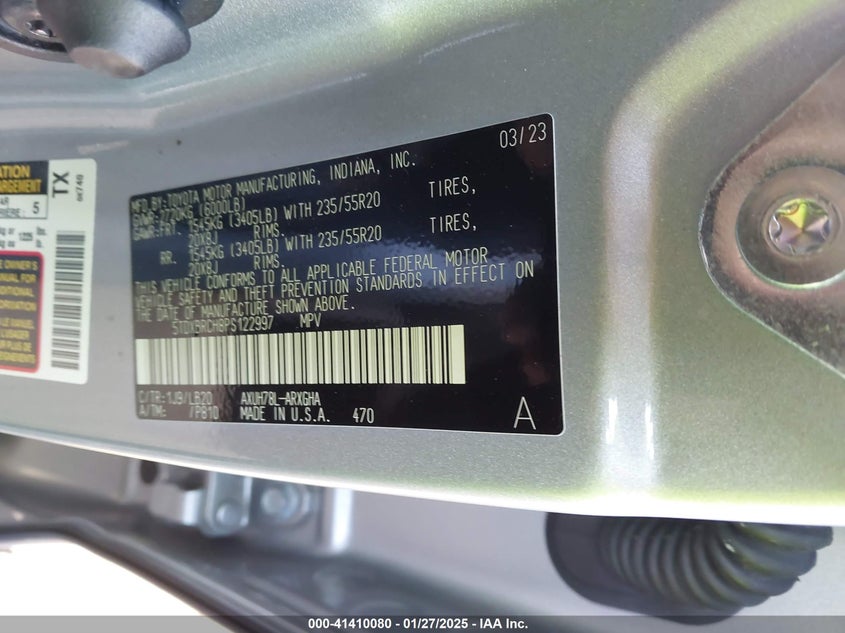 03/23
MFD.BY:TOYOTA MOTOR MANUFACTURING, INDIANA, INC.
GVWR:2720KG (6000LB)
GAWR:FRT. 1545KG (3405LB) WITH 235/55R20 TIRES,
20X8J RIMS.
RR. 1545KG (3405LB) WITH 235/55R20 TIRES,
20X8J RIMS.
THIS VEHICLE CONFORMS TO ALL APPLICABLE FEDERAL MOTOR
VEHICLE SAFETY AND THEFT PREVENTION STANDARDS IN EFFECT ON
THE DATE OF MANUFACTURE SHOWN ABOVE.
5TDXBRCH8PS122997 MPV
C/TR:1J9/LB20 AXUH78L-ARXGHA
A/TM: /P810 MADE IN U.S.A. 470
A
TX
5
000-41410080 - 01/27/2025 - IAA Inc.